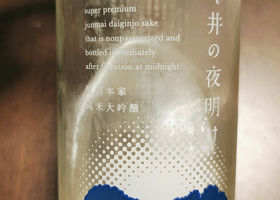 super premium
junmai daiginjo sake
that is nonpasteurized and
bottled immediately
after filtration at midnight
本家
純米大吟醸
井の夜明け